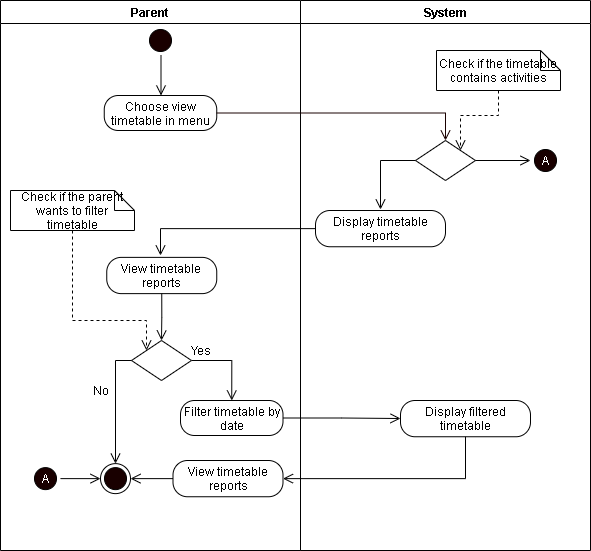 Parent
System
Check if the timetable
contains activities
Choose view
timetable in menu
A
Check if the parent
wants to filter
timetable
Display timetable
reports
View timetable
reports
Yes
No
Filter timetable by
date
Display filtered
timetable
A
View timetable
reports